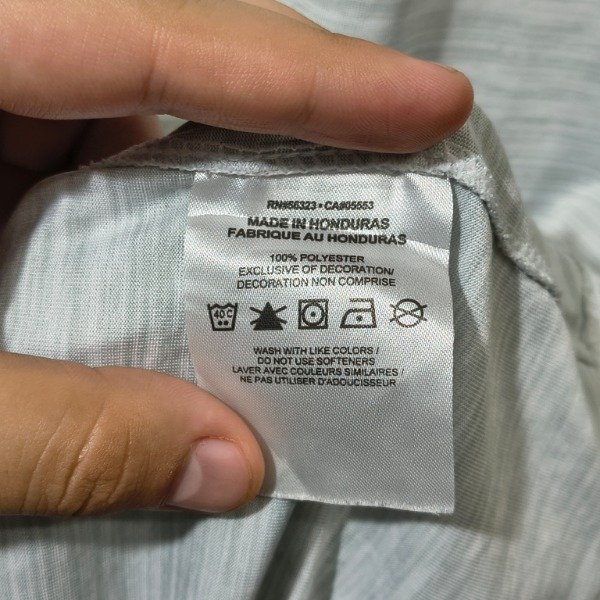 RN#56323 • CA#05553
MADE IN HONDURAS
FABRIQUE AU HONDURAS
100% POLYESTER
EXCLUSIVE OF DECORATION/
DECORATION NON COMPRISE
40 C
WASH WITH LIKE COLORS /
DO NOT USE SOFTENERS
LAVER AVEC COULEURS SIMILAIRES /
NE PAS UTILISER D'ADOUCISSEUR